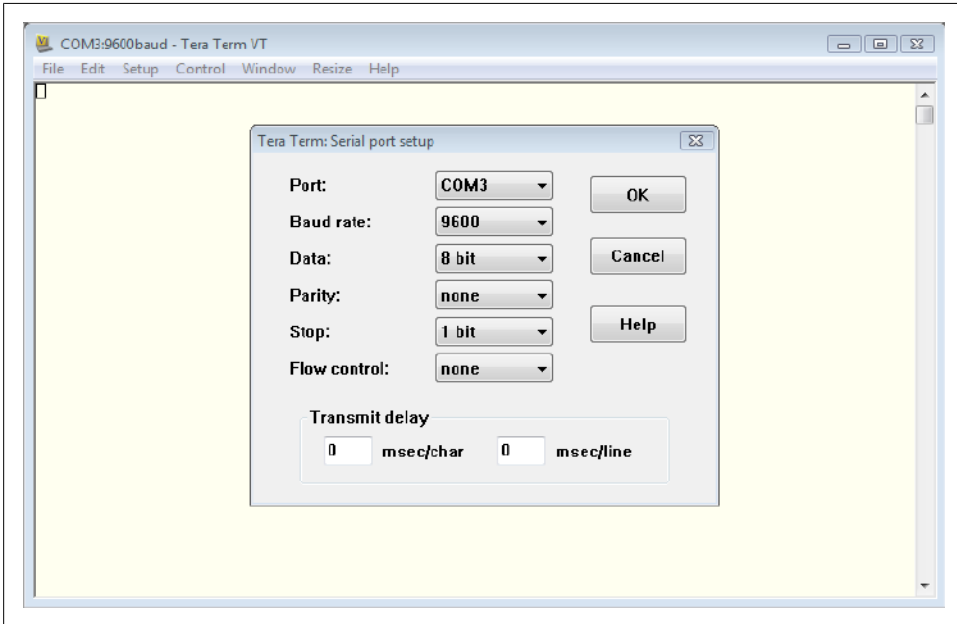 COM3:9600baud - Tera Term VT
File Edit Setup Control Window Resize Help
Tera Term: Serial port setup
Port: COM3 OK
Baud rate: 9600
Data: 8 bit Cancel
Parity: none
Stop: 1 bit Help
Flow control: none
Transmit delay
0 msec/char 0 msec/line